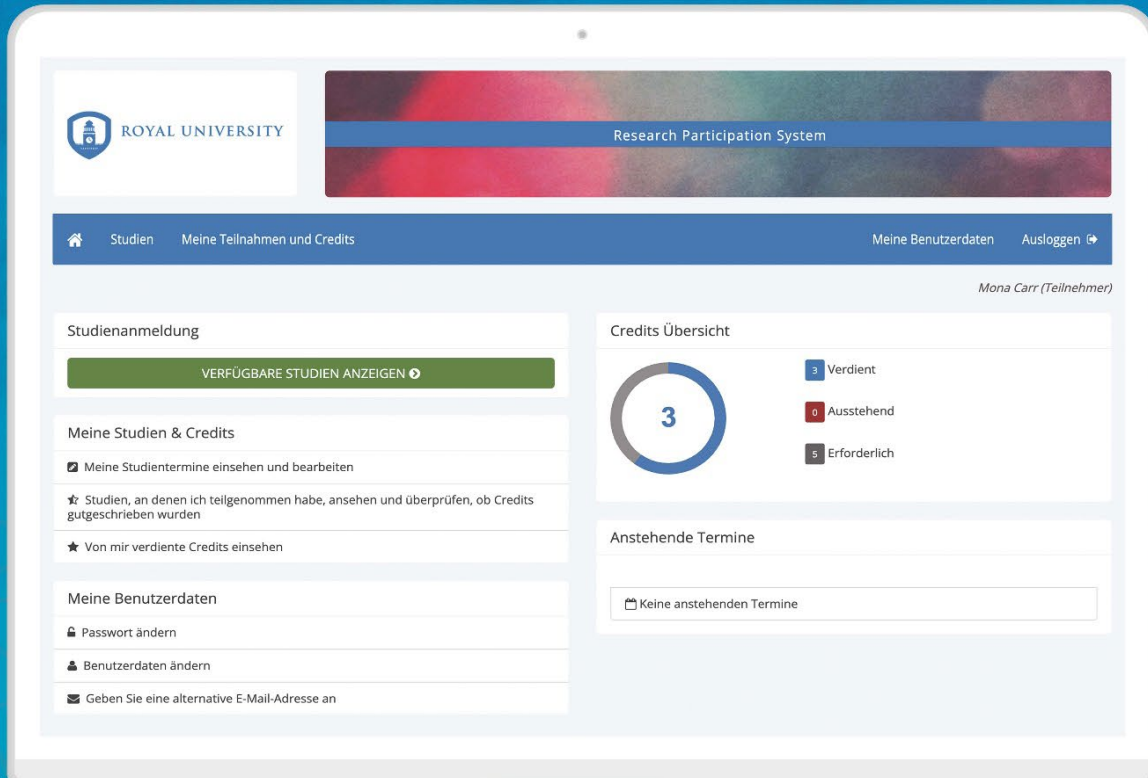 ROYAL UNIVERSITY
Research Participation System
Studien
Meine Teilnahmen und Credits
Meine Benutzerdaten
Ausloggen
Mona Carr (Teilnehmer)
Studienanmeldung
VERFÜGBARE STUDIEN ANZEIGEN
Meine Studien & Credits
Meine Studientermine einsehen und bearbeiten
Studien, an denen ich teilgenommen habe, ansehen und überprüfen, ob Credits
gutgeschrieben wurden
Von mir verdiente Credits einsehen
Meine Benutzerdaten
Passwort ändern
Benutzerdaten ändern
Geben Sie eine alternative E-Mail-Adresse an
Credits Übersicht
3
3 Verdient
0 Ausstehend
5 Erforderlich
Anstehende Termine
Keine anstehenden Termine